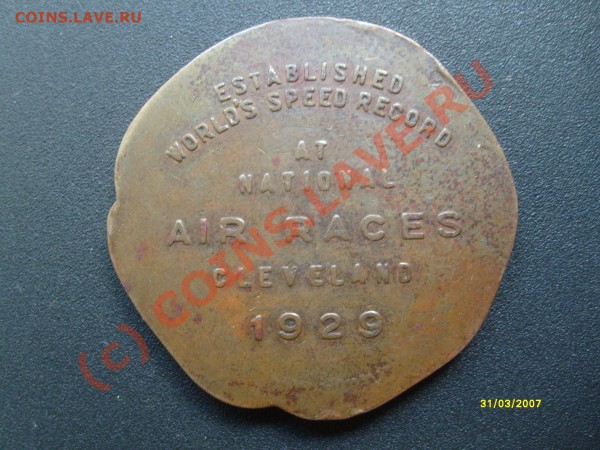 COINS.LAVE.RU
ESTABLISHED
WORLD'S SPEED RECORD
AT
NATIONAL
AIR RACES
CLEVELAND
1929
(c) COINS.LAVE.RU
31/03/2007